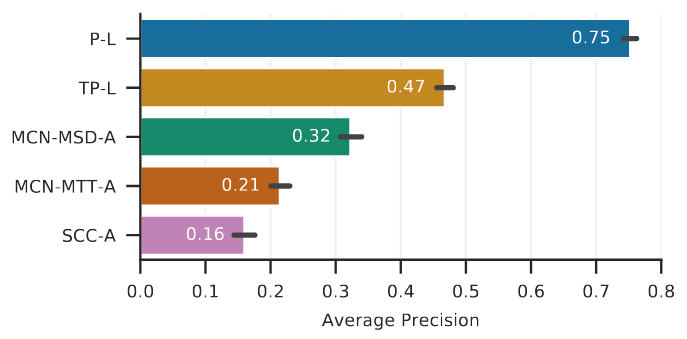 P-L 0.75
TP-L 0.47
MCN-MSD-A 0.32
MCN-MTT-A 0.21
SCC-A 0.16
0.0 0.1 0.2 0.3 0.4 0.5 0.6 0.7 0.8
Average Precision